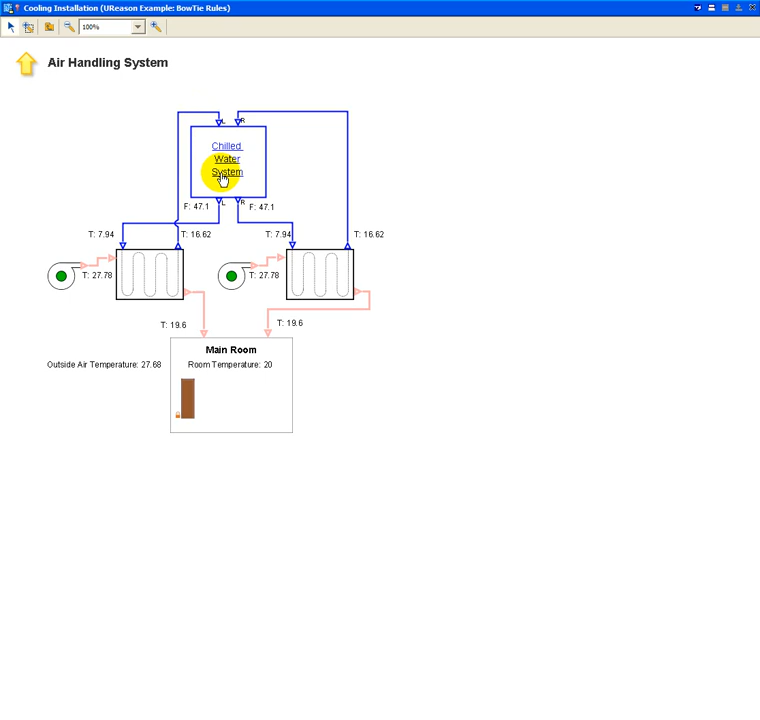 Cooling Installation (UReason Example: BowTie Rules)
100%
Air Handling System
L R
Chilled
Water
System
F: 47.1 L R F: 47.1
T: 7.94 T: 16.62 T: 7.94 T: 16.62
T: 27.78 T: 27.78
T: 19.6 T: 19.6
Main Room
Outside Air Temperature: 27.68 Room Temperature: 20